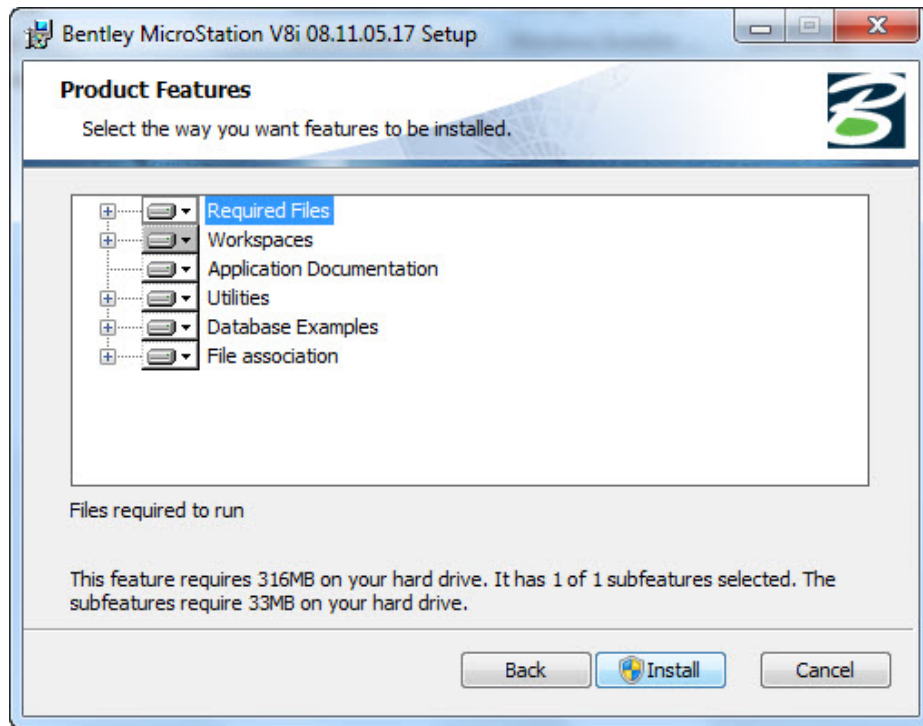 Bentley MicroStation V8i 08.11.05.17 Setup
Product Features
Select the way you want features to be installed.
Required Files
Workspaces
Application Documentation
Utilities
Database Examples
File association
Files required to run
This feature requires 316MB on your hard drive. It has 1 of 1 subfeatures selected. The
subfeatures require 33MB on your hard drive.
Back
Install
Cancel